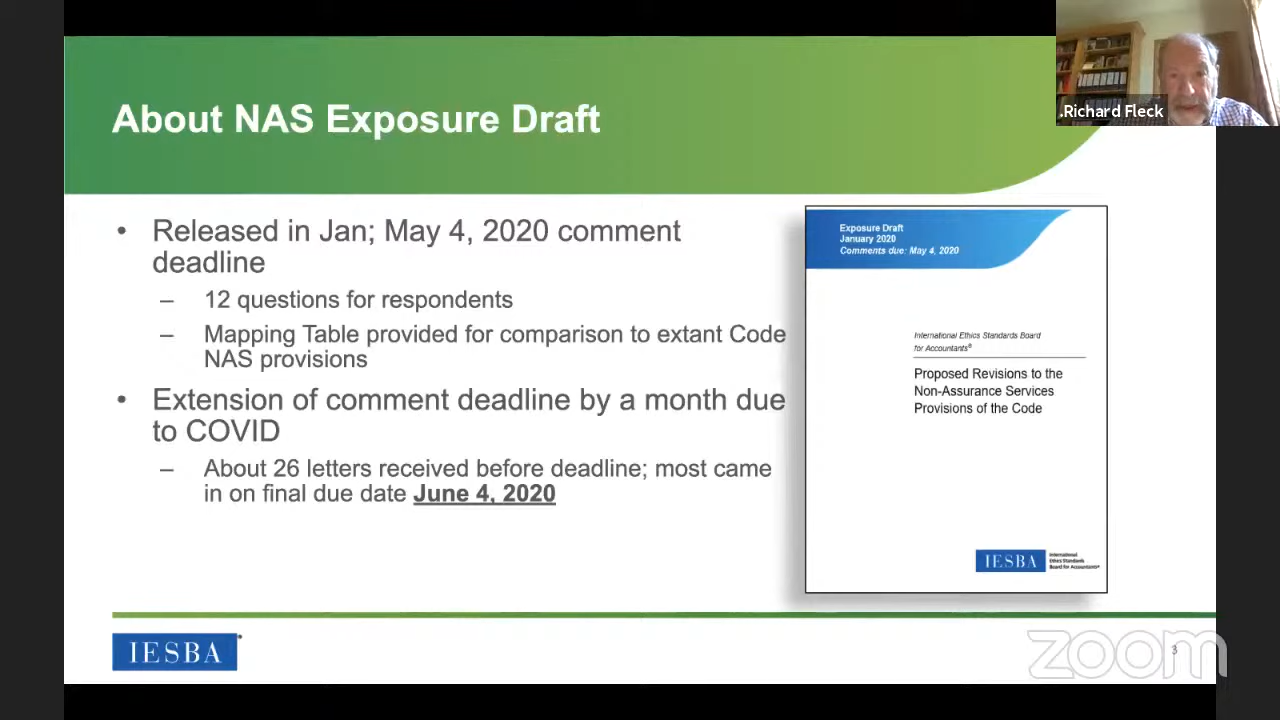 About NAS Exposure Draft
.Richard Fleck
• Released in Jan; May 4, 2020 comment
deadline
– 12 questions for respondents
– Mapping Table provided for comparison to extant Code
NAS provisions
• Extension of comment deadline by a month due
to COVID
– About 26 letters received before deadline; most came
in on final due date June 4, 2020
Exposure Draft
January 2020
Comments due: May 4, 2020
International Ethics Standards Board
for Accountants®
Proposed Revisions to the
Non-Assurance Services
Provisions of the Code
IESBA
International
Ethics Standards
Board for Accountants®
IESBA
zoom
3